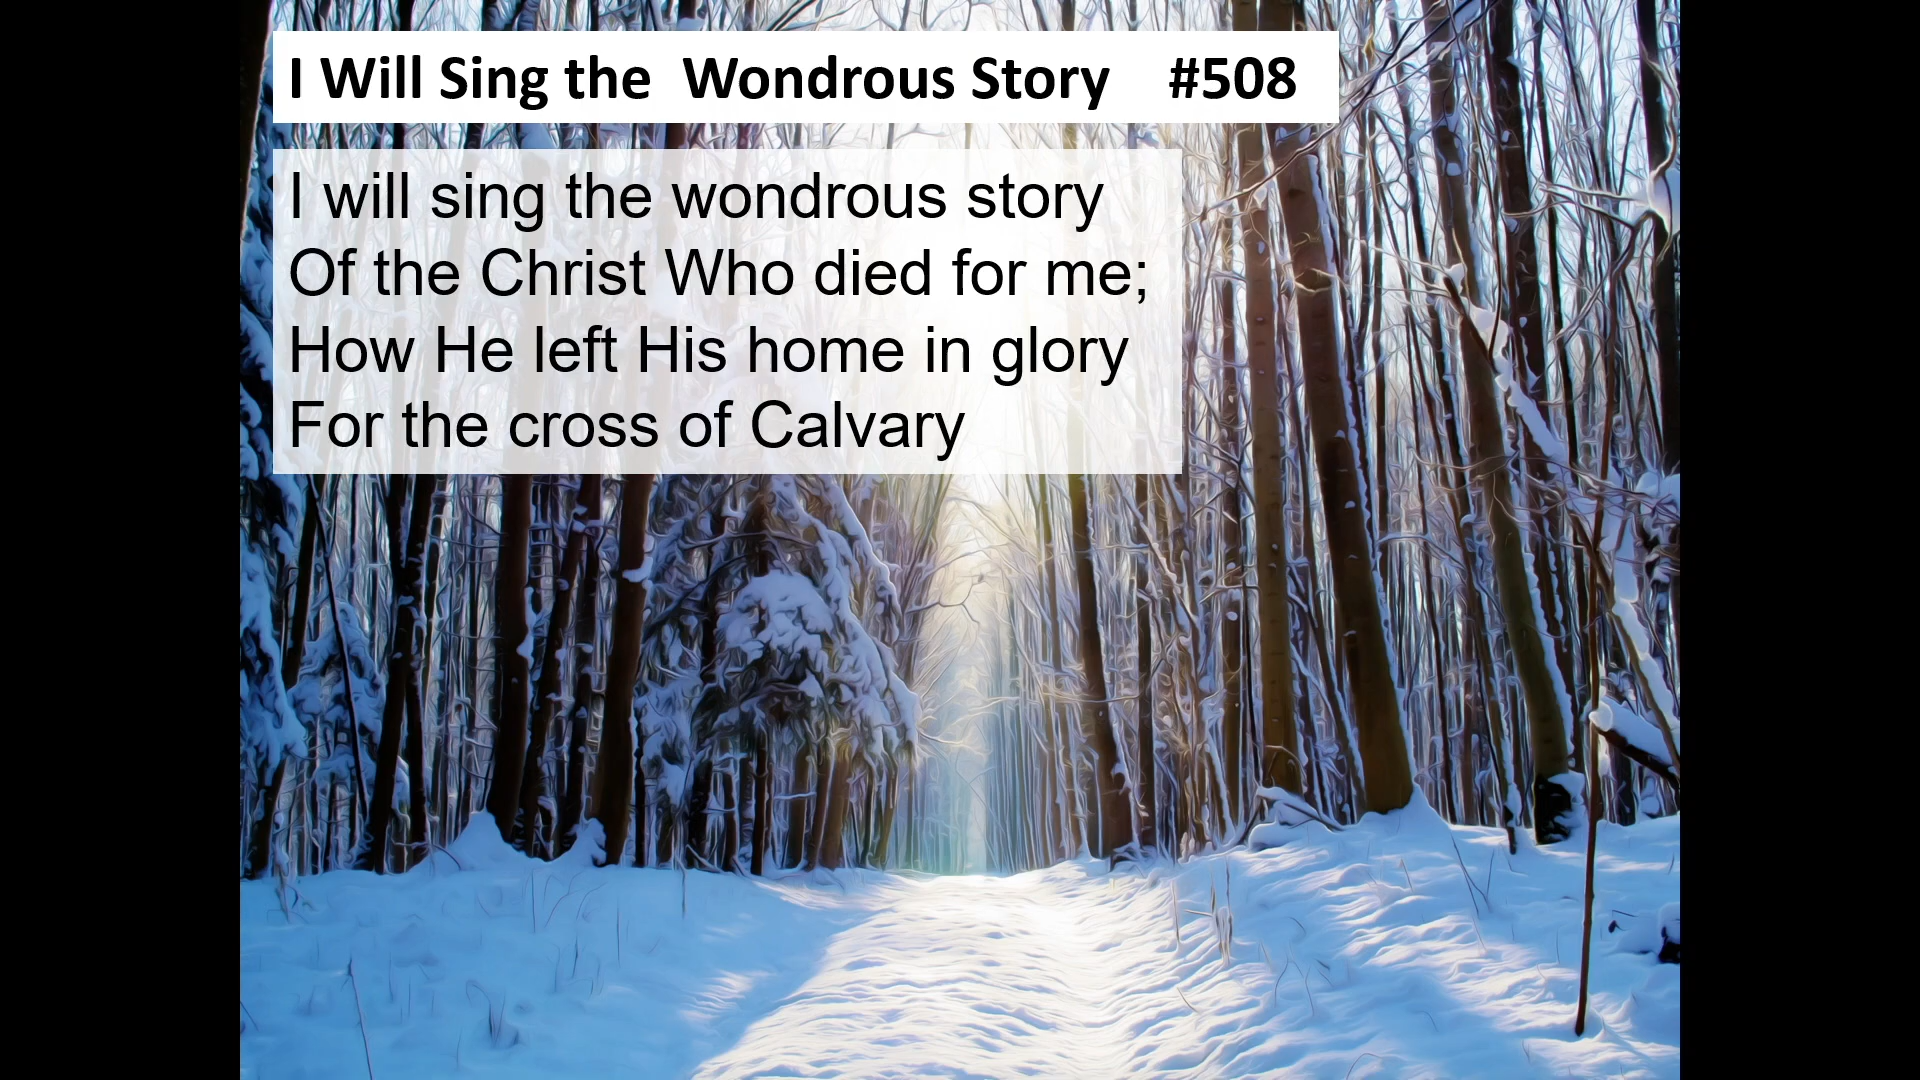 I Will Sing the  Wondrous Story    #508
I will sing the wondrous story
Of the Christ Who died for me;
How He left His home in glory
For the cross of Calvary